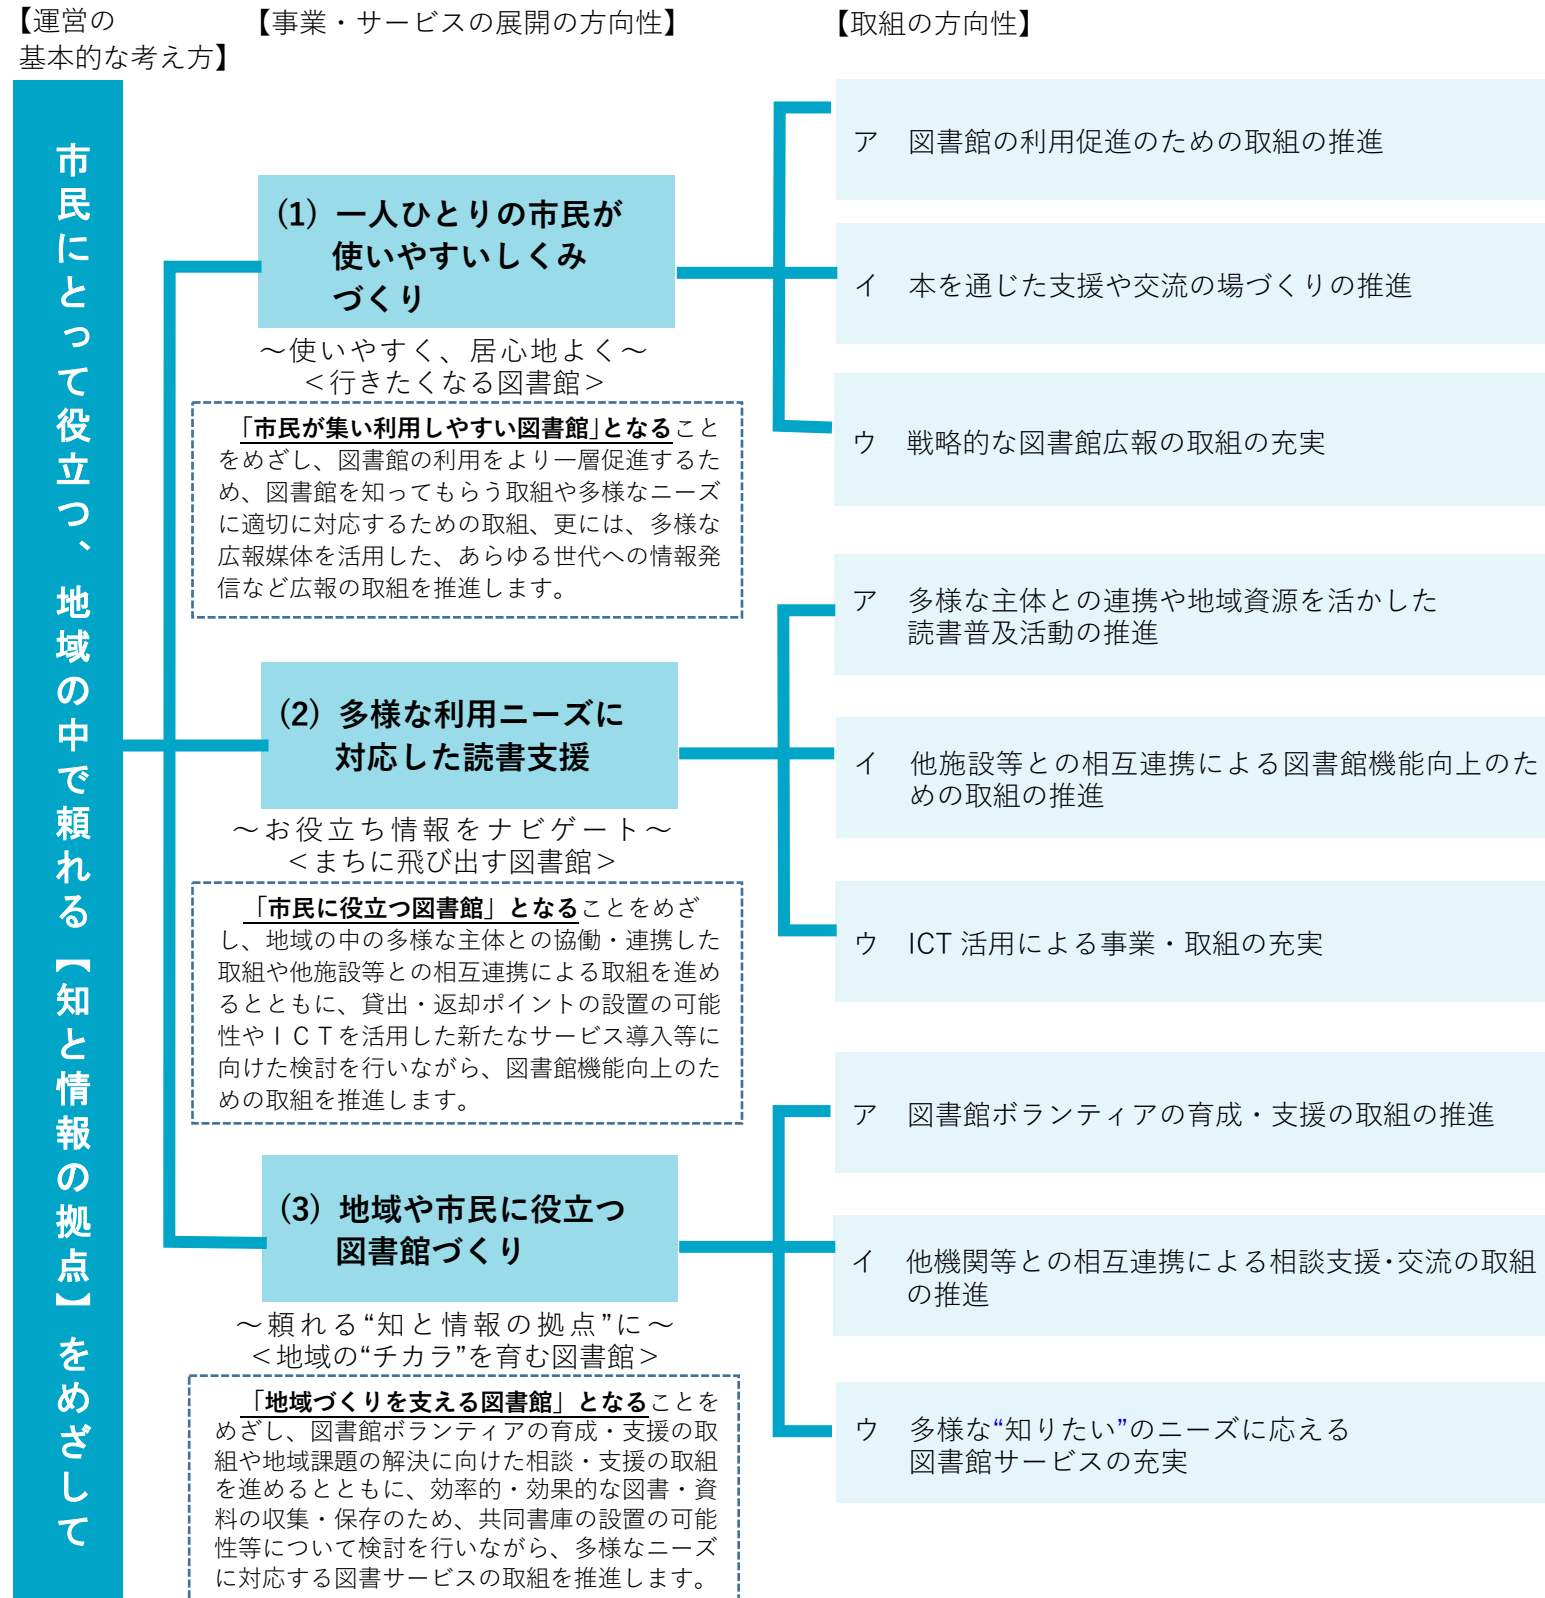 【運営の
基本的な考え方】
【事業・サービスの展開の方向性】
【取組の方向性】
市民にとって役立つ、地域の中で頼れる【知と情報の拠点】をめざして
(1) 一人ひとりの市民が
使いやすいしくみ
づくり
～使いやすく、居心地よく～
＜行きたくなる図書館＞
「市民が集い利用しやすい図書館」となること
をめざし、図書館の利用をより一層促進するた
め、図書館を知ってもらう取組や多様なニーズ
に適切に対応するための取組、更には、多様な
広報媒体を活用した、あらゆる世代への情報発
信など広報の取組を推進します。
ア　図書館の利用促進のための取組の推進
イ　本を通じた支援や交流の場づくりの推進
ウ　戦略的な図書館広報の取組の充実
(2) 多様な利用ニーズに
対応した読書支援
～お役立ち情報をナビゲート～
＜まちに飛び出す図書館＞
「市民に役立つ図書館」となることをめざ
し、地域の中の多様な主体との協働・連携した
取組や他施設等との相互連携による取組を進め
るとともに、貸出・返却ポイントの設置の可能
性やＩＣＴを活用した新たなサービス導入等に
向けた検討を行いながら、図書館機能向上のた
めの取組を推進します。
ア　多様な主体との連携や地域資源を活かした
読書普及活動の推進
イ　他施設等との相互連携による図書館機能向上のた
めの取組の推進
ウ　ICT 活用による事業・取組の充実
(3) 地域や市民に役立つ
図書館づくり
～頼れる“知と情報の拠点”に～
＜地域の“チカラ”を育む図書館＞
「地域づくりを支える図書館」となることを
めざし、図書館ボランティアの育成・支援の取
組や地域課題の解決に向けた相談・支援の取組
を進めるとともに、効率的・効果的な図書・資
料の収集・保存のため、共同書庫の設置の可能
性等について検討を行いながら、多様なニーズ
に対応する図書サービスの取組を推進します。
ア　図書館ボランティアの育成・支援の取組の推進
イ　他機関等との相互連携による相談支援・交流の取組
の推進
ウ　多様な“知りたい”のニーズに応える
図書館サービスの充実